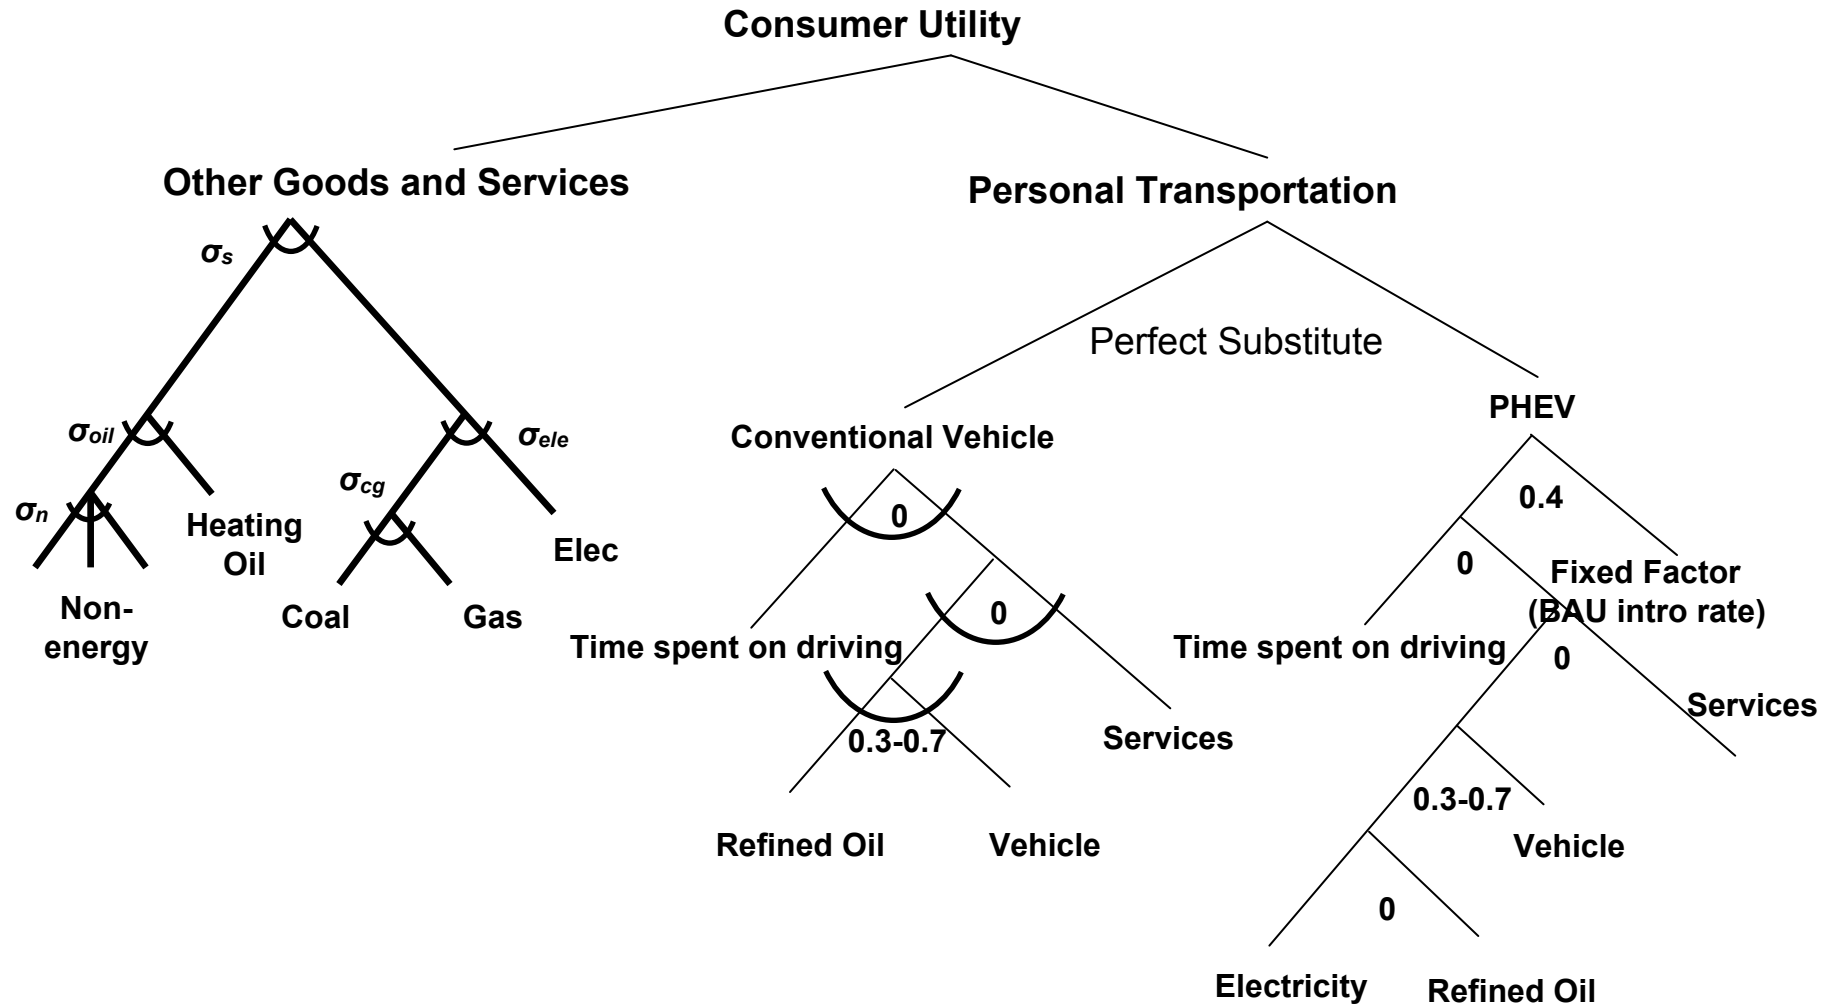 Consumer Utility
Other Goods and Services
Personal Transportation
σs
Perfect Substitute
σoil
σele
Conventional Vehicle
PHEV
σcg
σn
Heating
Oil
Elec
0
0.4
Non-
energy
Coal
Gas
0
Fixed Factor
(BAU intro rate)
0
Time spent on driving
Time spent on driving
0
Services
Services
0.3-0.7
0.3-0.7
Refined Oil
Vehicle
Vehicle
0
Electricity
Refined Oil